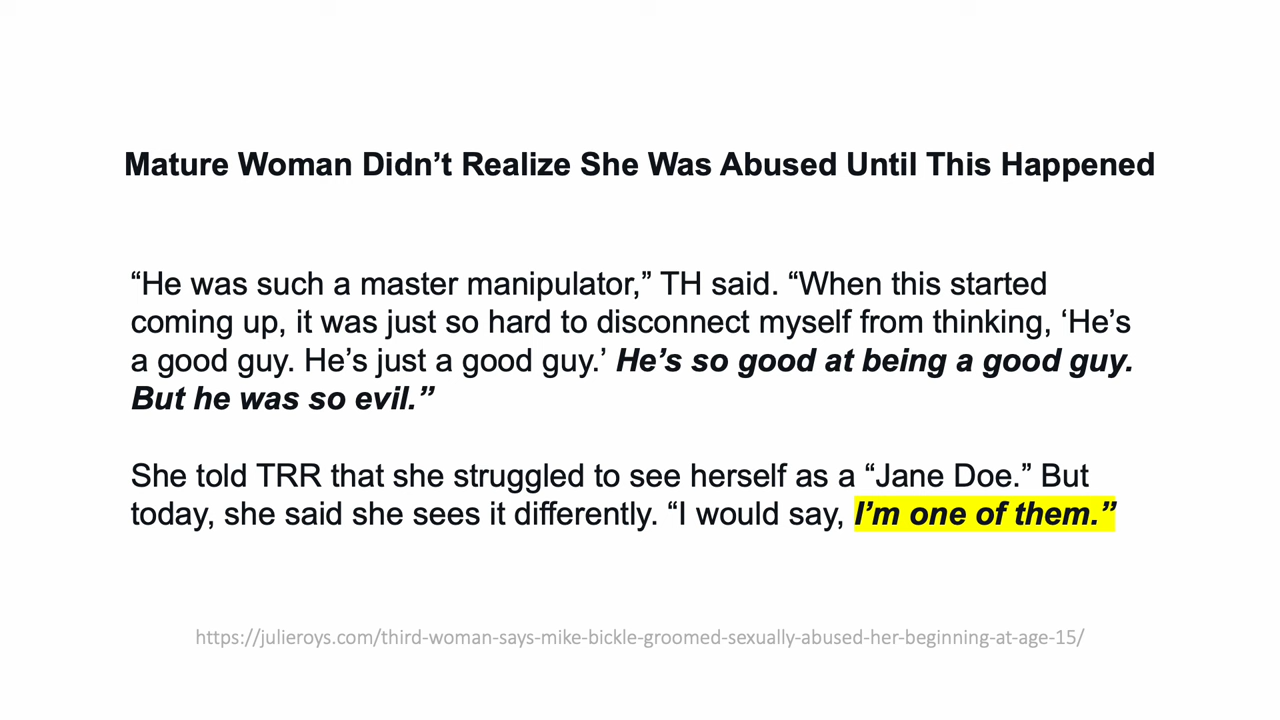 Mature Woman Didn’t Realize She Was Abused Until This Happened
“He was such a master manipulator,” TH said. “When this started
coming up, it was just so hard to disconnect myself from thinking, ‘He’s
a good guy. He’s just a good guy.’ He’s so good at being a good guy.
But he was so evil.”
She told TRR that she struggled to see herself as a “Jane Doe.” But
today, she said she sees it differently. “I would say, I’m one of them.”
https://julieroys.com/third-woman-says-mike-bickle-groomed-sexually-abused-her-beginning-at-age-15/